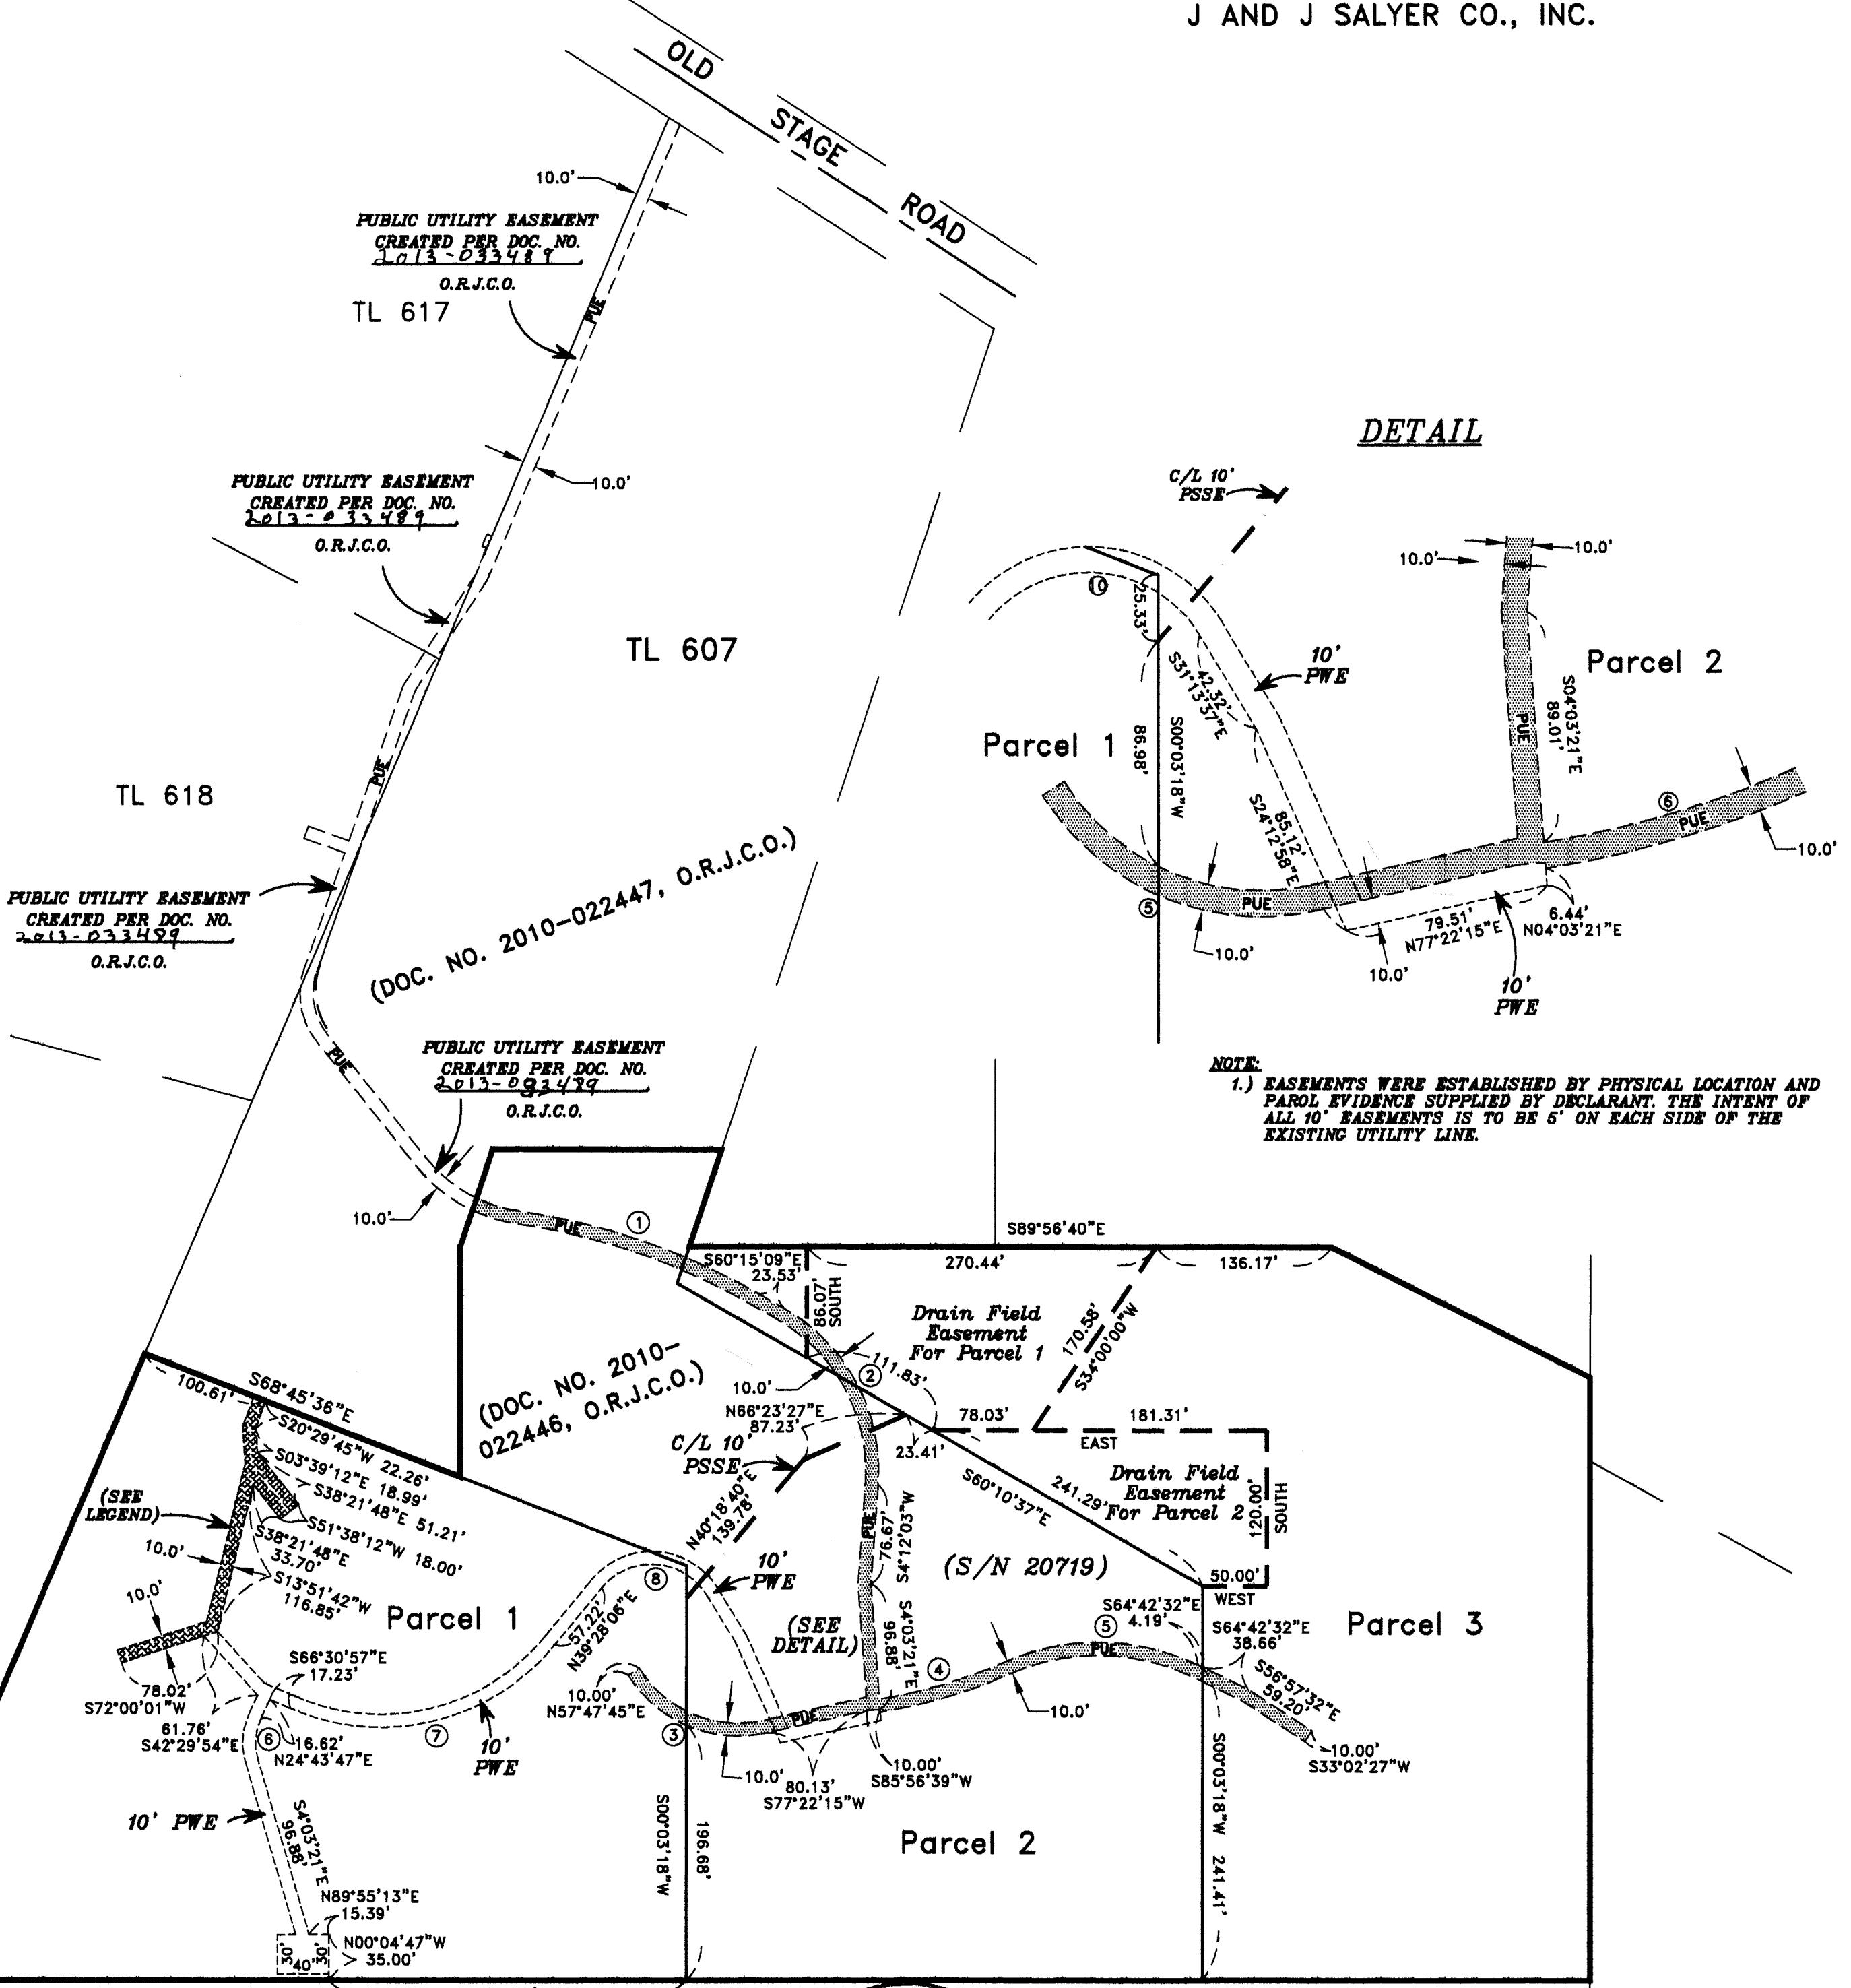 J AND J SALYER CO., INC.
OLD STAGE ROAD
10.0'
PUBLIC UTILITY EASEMENT
CREATED PER DOC. NO.
2013-033489
O.R.J.C.O.
TL 617
PUE
10.0'
PUBLIC UTILITY EASEMENT
CREATED PER DOC. NO.
2013-033489
O.R.J.C.O.
TL 607
TL 618
PUE
(DOC. NO. 2010-022447, O.R.J.C.O.)
PUBLIC UTILITY EASEMENT
CREATED PER DOC. NO.
2013-033489
O.R.J.C.O.
PUE
PUBLIC UTILITY EASEMENT
CREATED PER DOC. NO.
2013-033489
O.R.J.C.O.
10.0'
DETAIL
C/L 10'
PSSE
10.0'
10.0'
10
25.33'
10'
PWE
42.32'
S31°13'37"E
Parcel 1
86.98'
S00°03'18"W
Parcel 2
S04°03'21"E
89.01'
PUE
85.12'
S24°12'58"E
6
PUE
10.0'
5
PUE
10.0'
79.51'
N77°22'15"E
6.44'
N04°03'21"E
10.0'
10'
PWE
NOTE:
1.) EASEMENTS WERE ESTABLISHED BY PHYSICAL LOCATION AND
PAROL EVIDENCE SUPPLIED BY DECLARANT. THE INTENT OF
ALL 10' EASEMENTS IS TO BE 5' ON EACH SIDE OF THE
EXISTING UTILITY LINE.
PUE
1
S89°56'40"E
S60°15'09"E
23.53'
270.44'
136.17'
86.07'
SOUTH
Drain Field
Easement
For Parcel 1
170.58'
S34°00'00"W
111.83'
2
10.0'
(DOC. NO. 2010-
022446, O.R.J.C.O.)
N66°23'27"E
87.23'
78.03'
181.31'
EAST
23.41'
C/L 10'
PSSE
N40°18'40"E
139.78'
S60°10'37"E
241.29'
Drain Field
Easement
For Parcel 2
120.00'
SOUTH
50.00'
WEST
100.61'
S68°45'36"E
S20°29'45"W 22.26'
S03°39'12"E 18.99'
S38°21'48"E 51.21'
S51°38'12"W 18.00'
(SEE
LEGEND)
S38°21'48"E
33.70'
S13°51'42"W
116.85'
10.0'
10.0'
Parcel 1
PUE
76.67'
S4°12'03"W
(S/N 20719)
8
10'
PWE
57.22'
N39°28'06"E
(SEE
DETAIL)
S4°03'21"E
96.88'
S64°42'32"E
4.19'
5
PUE
S64°42'32"E
38.66'
Parcel 3
S56°57'32"E
59.20'
S66°30'57"E
17.23'
78.02'
S72°00'01"W
61.76'
S42°29'54"E
6
16.62'
N24°43'47"E
7
10'
PWE
10.00'
N57°47'45"E
3
PUE
4
10.0'
10.0'
80.13'
S77°22'15"W
10.00'
S85°56'39"W
10.00'
S33°02'27"W
10' PWE
S4°03'21"E
96.88'
S00°03'18"W
196.68'
Parcel 2
S00°03'18"W 241.41'
N89°55'13"E
15.39'
N00°04'47"W
35.00'
30'
40'
30'